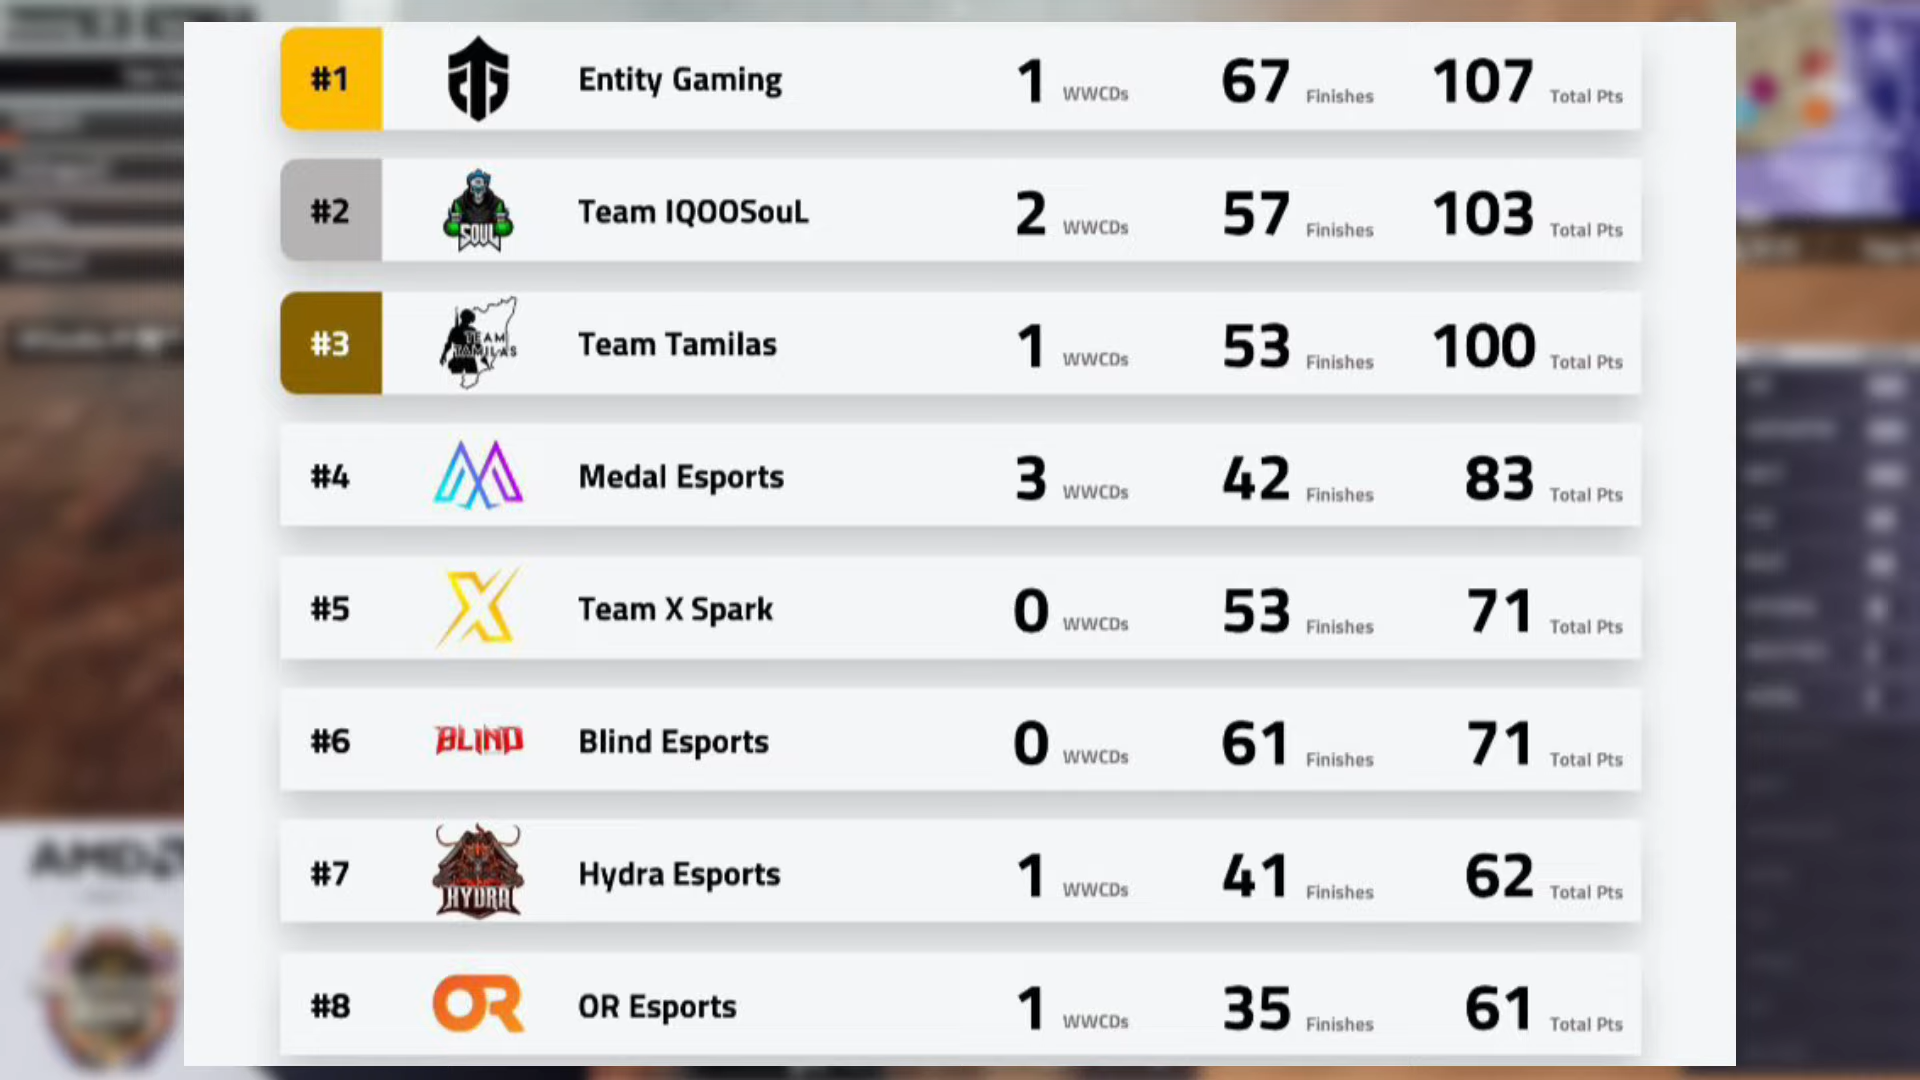 #1 Entity Gaming 1 WWCDs 67 Finishes 107 Total Pts
#2 SOUL Team IQOOSouL 2 WWCDs 57 Finishes 103 Total Pts
#3 TEAM TAMILAS Team Tamilas 1 WWCDs 53 Finishes 100 Total Pts
#4 Medal Esports 3 WWCDs 42 Finishes 83 Total Pts
#5 X Team X Spark 0 WWCDs 53 Finishes 71 Total Pts
#6 BLIND Blind Esports 0 WWCDs 61 Finishes 71 Total Pts
#7 HYDRA Hydra Esports 1 WWCDs 41 Finishes 62 Total Pts
#8 OR OR Esports 1 WWCDs 35 Finishes 61 Total Pts